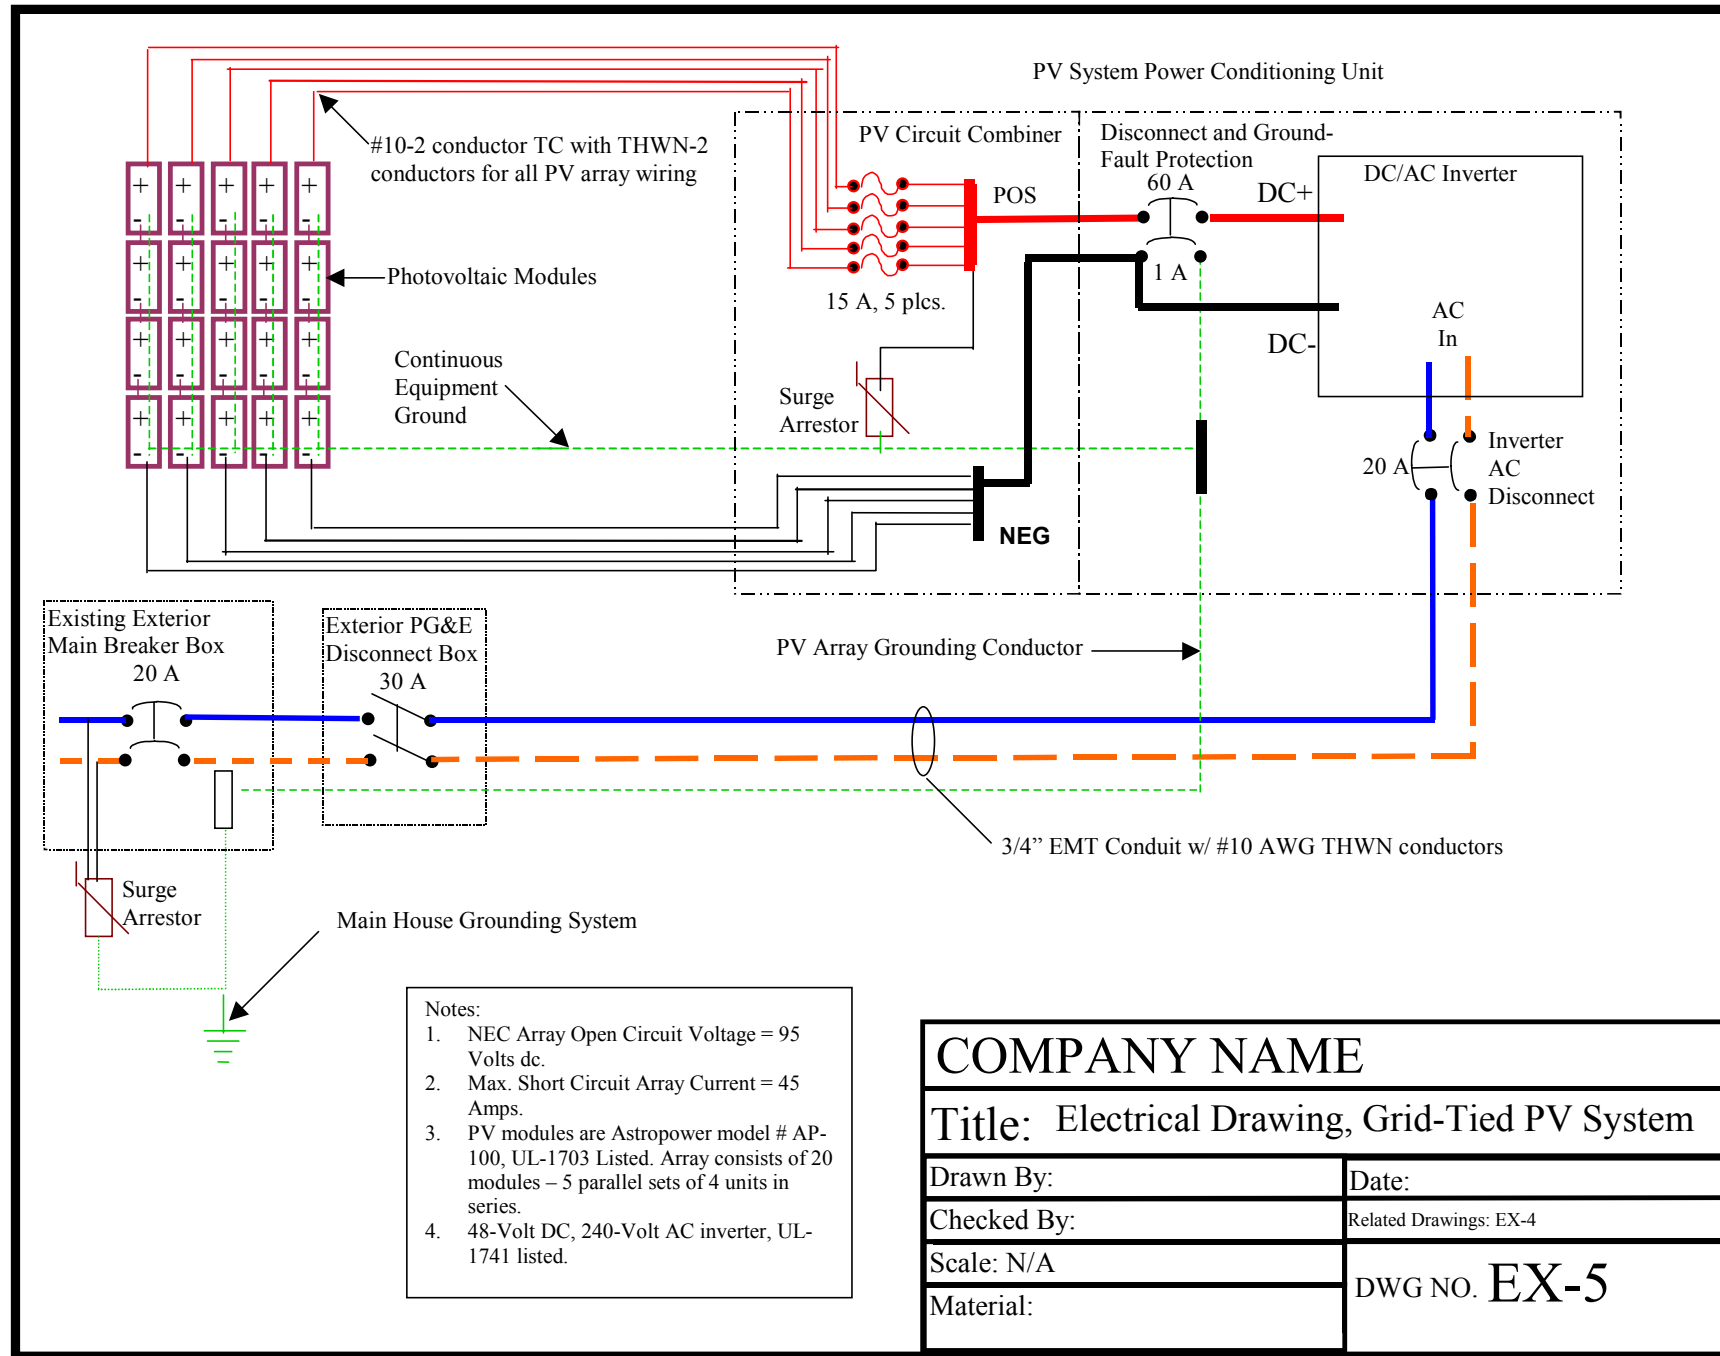 PV System Power Conditioning Unit
#10-2 conductor TC with THWN-2
conductors for all PV array wiring
PV Circuit Combiner
Disconnect and Ground-
Fault Protection
60 A
DC/AC Inverter
POS
DC+
+ + + + +
- - - - -
+ + + + +
- - - - -
+ + + + +
- - - - -
+ + + + +
- - - - -
Photovoltaic Modules
1 A
15 A, 5 plcs.
AC
In
DC-
Continuous
Equipment
Ground
Surge
Arrestor
20 A
Inverter
AC
Disconnect
NEG
Existing Exterior
Main Breaker Box
20 A
Exterior PG&E
Disconnect Box
30 A
PV Array Grounding Conductor
3/4” EMT Conduit w/ #10 AWG THWN conductors
Surge
Arrestor
Main House Grounding System
Notes:
1. NEC Array Open Circuit Voltage = 95
Volts dc.
2. Max. Short Circuit Array Current = 45
Amps.
3. PV modules are Astropower model # AP-
100, UL-1703 Listed. Array consists of 20
modules – 5 parallel sets of 4 units in
series.
4. 48-Volt DC, 240-Volt AC inverter, UL-
1741 listed.
COMPANY NAME
Title: Electrical Drawing, Grid-Tied PV System
Drawn By:
Date:
Checked By:
Related Drawings: EX-4
Scale: N/A
DWG NO. EX-5
Material: